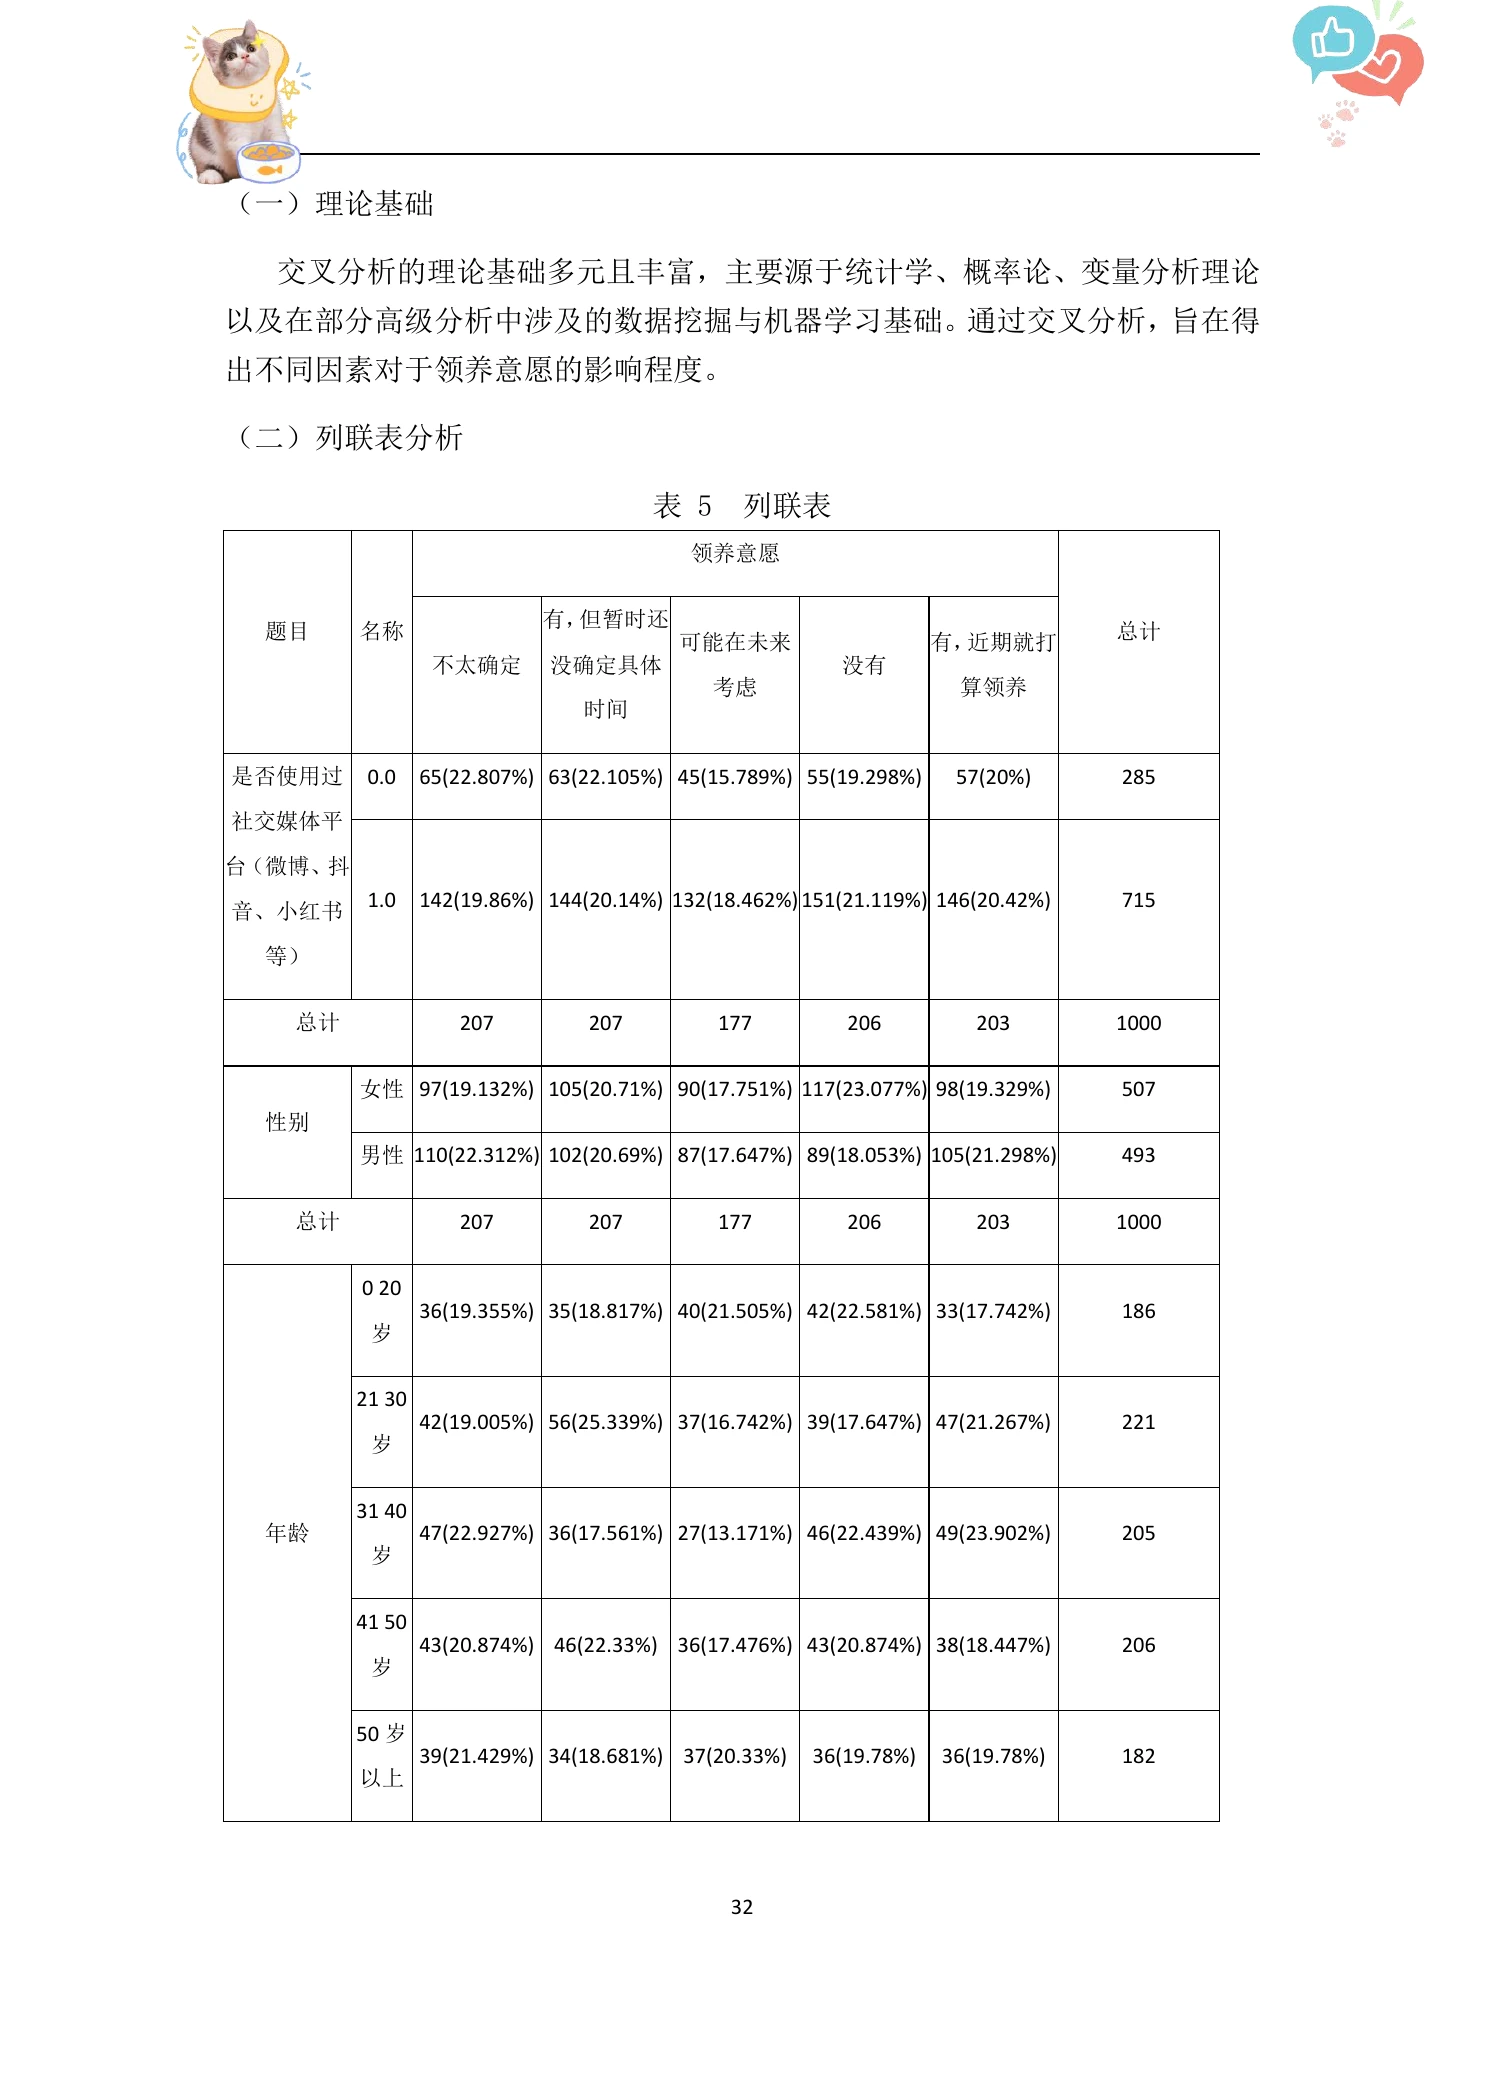 （一）理论基础
交叉分析的理论基础多元且丰富，主要源于统计学、概率论、变量分析理论
以及在部分高级分析中涉及的数据挖掘与机器学习基础。通过交叉分析，旨在得
出不同因素对于领养意愿的影响程度。
（二）列联表分析
表 5 列联表
题目 名称 领养意愿 总计
不太确定 有，但暂时还没确定具体时间 可能在未来考虑 没有 有，近期就打算领养
是否使用过社交媒体平台（微博、抖音、小红书等）
0.0 65(22.807%) 63(22.105%) 45(15.789%) 55(19.298%) 57(20%) 285
1.0 142(19.86%) 144(20.14%) 132(18.462%) 151(21.119%) 146(20.42%) 715
总计 207 207 177 206 203 1000
性别
女性 97(19.132%) 105(20.71%) 90(17.751%) 117(23.077%) 98(19.329%) 507
男性 110(22.312%) 102(20.69%) 87(17.647%) 89(18.053%) 105(21.298%) 493
总计 207 207 177 206 203 1000
年龄
0 20岁 36(19.355%) 35(18.817%) 40(21.505%) 42(22.581%) 33(17.742%) 186
21 30岁 42(19.005%) 56(25.339%) 37(16.742%) 39(17.647%) 47(21.267%) 221
31 40岁 47(22.927%) 36(17.561%) 27(13.171%) 46(22.439%) 49(23.902%) 205
41 50岁 43(20.874%) 46(22.33%) 36(17.476%) 43(20.874%) 38(18.447%) 206
50 岁以上 39(21.429%) 34(18.681%) 37(20.33%) 36(19.78%) 36(19.78%) 182
32